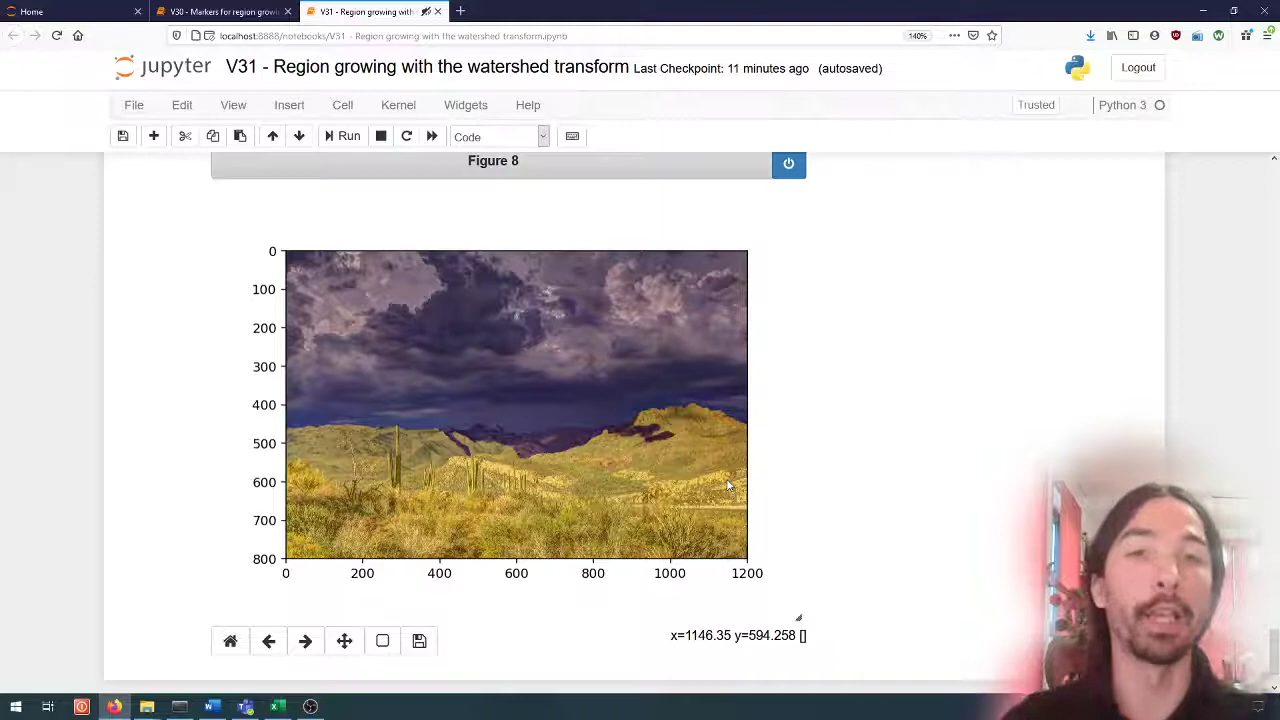 Home
V30 - Markers for region growin
V31 - Region growing with
localhost:8888/notebooks/V31 - Region growing with the watershed transform.ipynb
140%
jupyter V31 - Region growing with the watershed transform Last Checkpoint: 11 minutes ago (autosaved)
Logout
File Edit View Insert Cell Kernel Widgets Help
Trusted Python 3
Run Code
Figure 8
0
100
200
300
400
500
600
700
800
0 200 400 600 800 1000 1200
x=1146.35 y=594.258 []